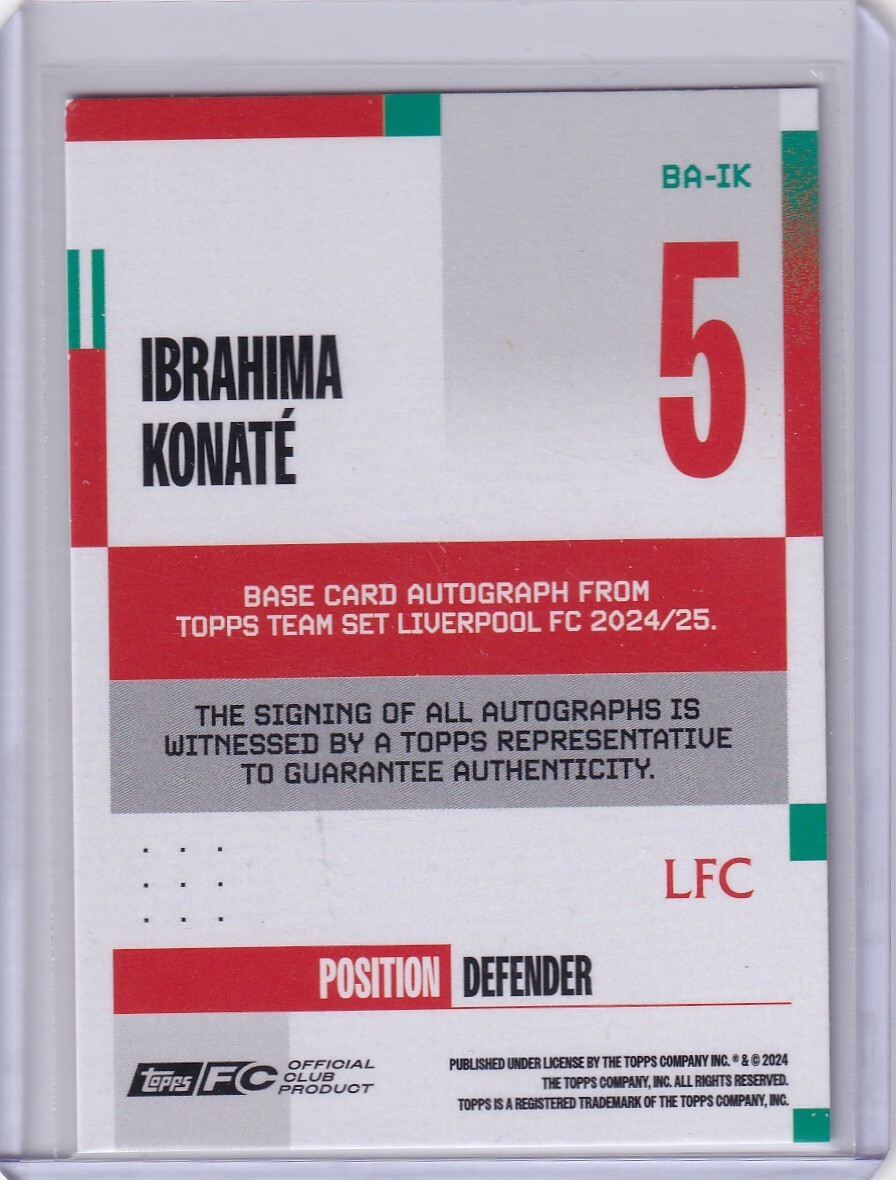 BA-IK
5
IBRAHIMA
KONATÉ
BASE CARD AUTOGRAPH FROM
TOPPS TEAM SET LIVERPOOL FC 2024/25.
THE SIGNING OF ALL AUTOGRAPHS IS
WITNESSED BY A TOPPS REPRESENTATIVE
TO GUARANTEE AUTHENTICITY.
LFC
POSITION DEFENDER
topps FC OFFICIAL
CLUB
PRODUCT
PUBLISHED UNDER LICENSE BY THE TOPPS COMPANY INC. ® & © 2024
THE TOPPS COMPANY, INC. ALL RIGHTS RESERVED.
TOPPS IS A REGISTERED TRADEMARK OF THE TOPPS COMPANY, INC.